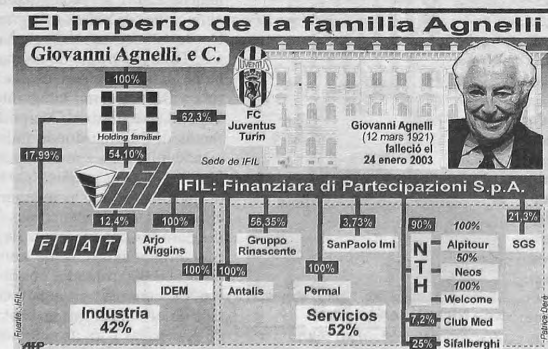 El imperio de la familia Agnelli
Giovanni Agnelli. e C.
100%
JUVENTUS
Holding familiar
62,3%
FC
Juventus
Turin
Giovanni Agnelli
(12 mars 1921)
falleció el
24 enero 2003
17,99%
54,10%
Sede de IFIL
ifil
IFIL: Finanziara di Partecipazioni S.p.A.
12,4%
100%
56,35%
3,73%
90%
100%
21,3%
FIAT
Arjo
Wiggins
Gruppo
Rinascente
SanPaolo Imi
NTH
Alpitour
50%
Neos
100%
Welcome
SGS
100%
100%
100%
IDEM
Antalis
Permal
Industria
42%
Servicios
52%
7,2%
Club Med
25%
Sifalberghi
Fuente: IFIL
AFP
Patrice Deré